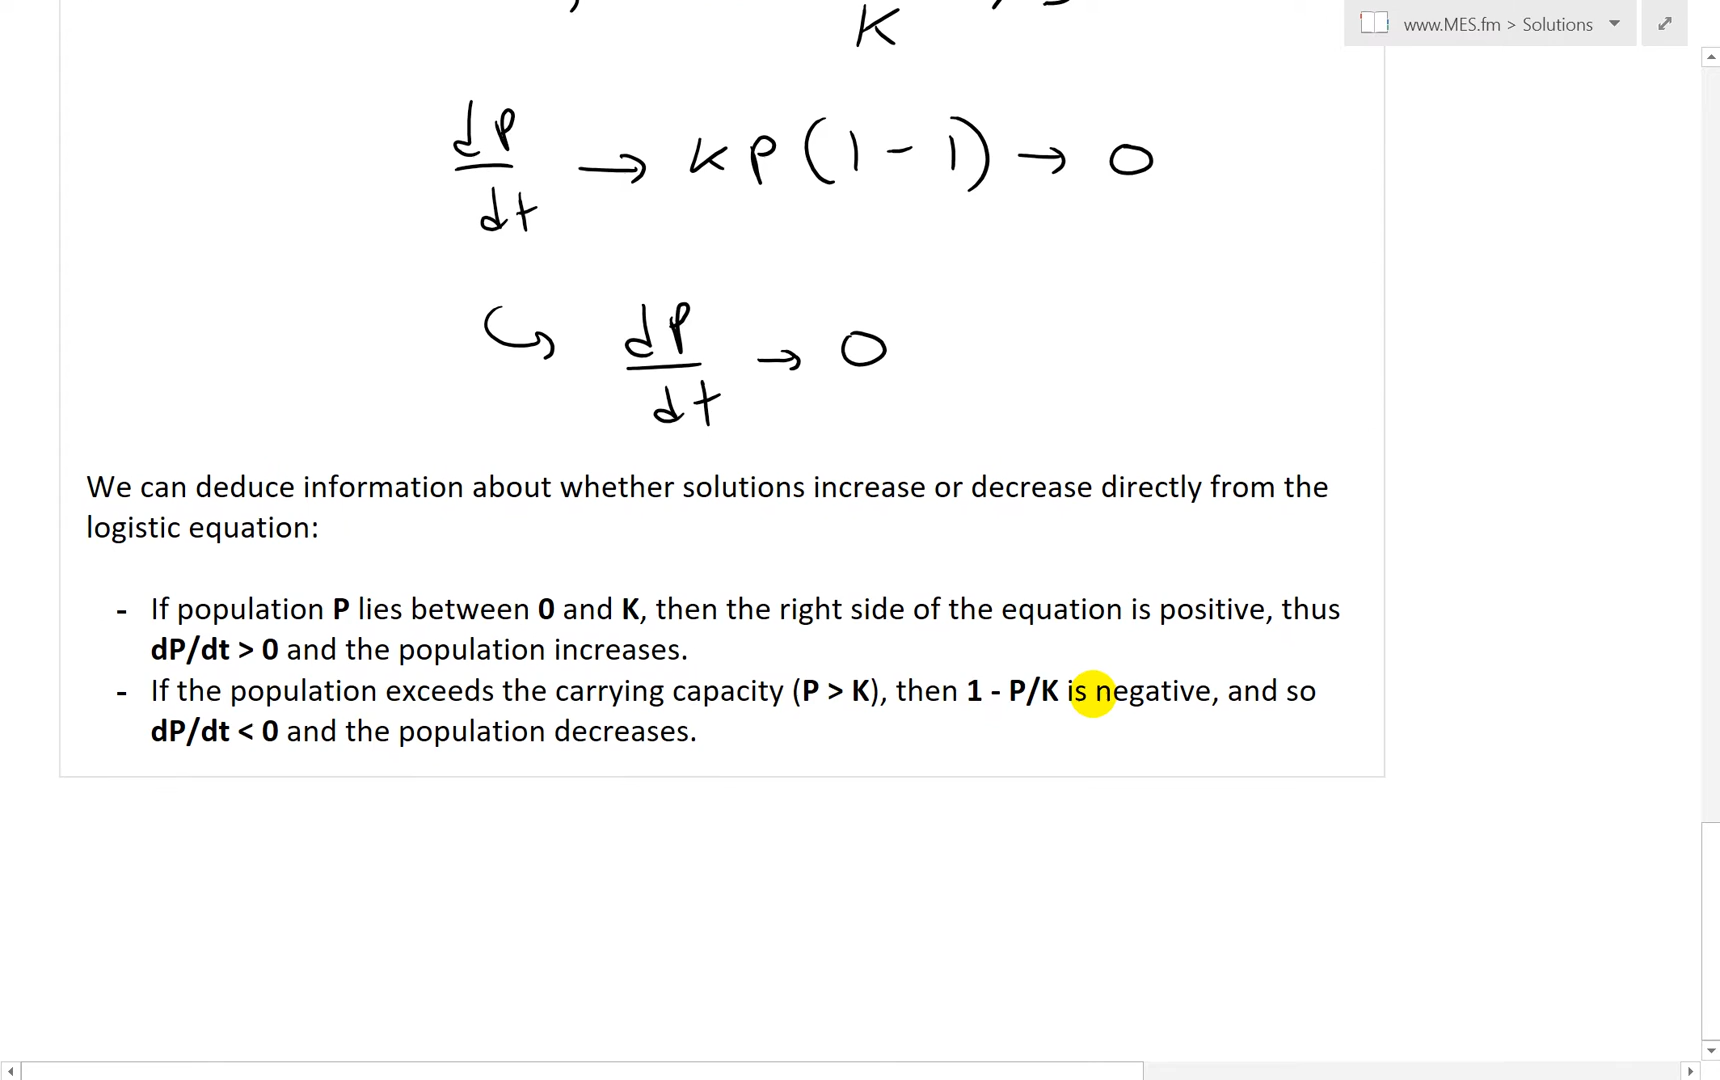 www.MES.fm > Solutions
K
dP/dt → kP(1 - 1) → 0
↪ dP/dt → 0
We can deduce information about whether solutions increase or decrease directly from the
logistic equation:
- If population P lies between 0 and K, then the right side of the equation is positive, thus
dP/dt > 0 and the population increases.
- If the population exceeds the carrying capacity (P > K), then 1 - P/K is negative, and so
dP/dt < 0 and the population decreases.